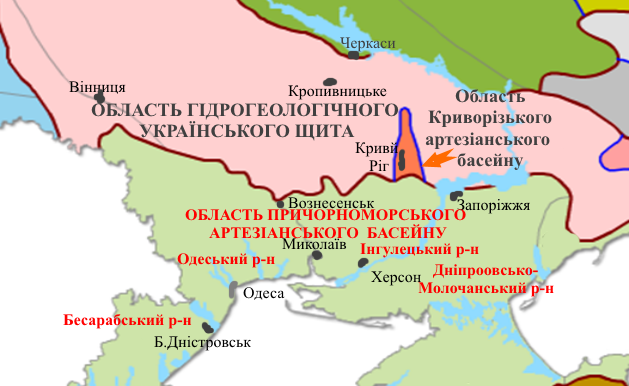 Черкаси
Вінниця
Кропивницьке
ОБЛАСТЬ ГІДРОГЕОЛОГІЧНОГО
УКРАЇНСЬКОГО ЩИТА
Область
Криворізького
артезіанського
басейну
Кривий
Ріг
Вознесенськ
Запоріжжя
ОБЛАСТЬ ПРИЧОРНОМОРСЬКОГО
АРТЕЗІАНСЬКОГО БАСЕЙНУ
Миколаїв
Інгулецький р-н
Одеський р-н
Херсон
Дніпроовсько-
Молочанський р-н
Одеса
Бесарабський р-н
Б.Дністровськ